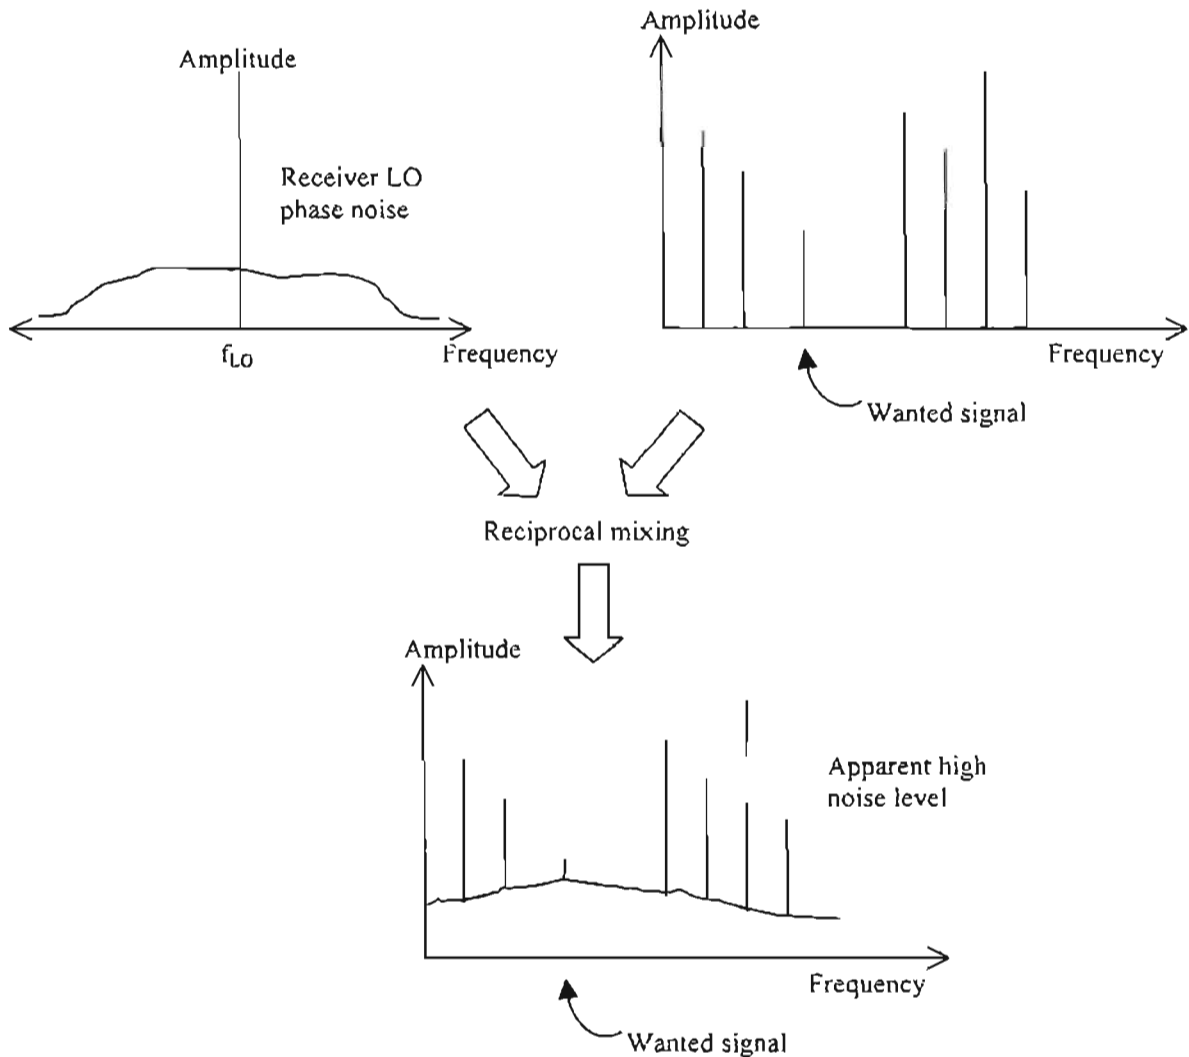 Amplitude
Receiver LO
phase noise
fLO
Frequency
Amplitude
Frequency
Wanted signal
Reciprocal mixing
Amplitude
Apparent high
noise level
Frequency
Wanted signal